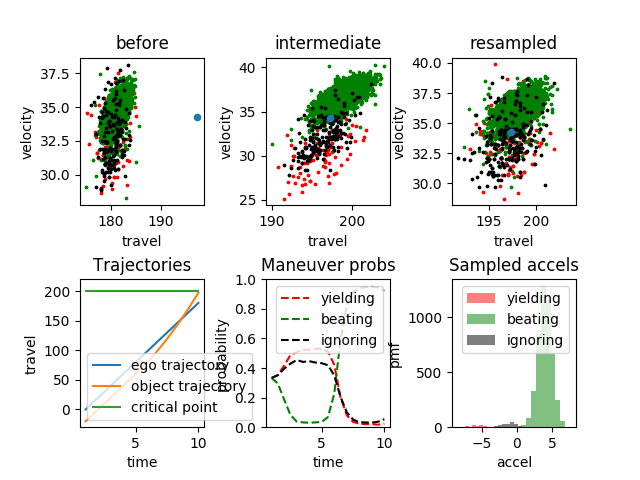 before
intermediate
resampled
velocity
37.5
35.0
32.5
30.0
180
190
travel
velocity
40
35
30
25
190
200
travel
velocity
40.0
37.5
35.0
32.5
30.0
195
200
travel
Trajectories
Maneuver probs
Sampled accels
travel
200
150
100
50
0
ego trajectory
object trajectory
critical point
5
10
time
probability
1.0
0.8
0.6
0.4
0.2
0.0
yielding
beating
ignoring
5
10
time
pmf
1000
500
0
yielding
beating
ignoring
−5
0
5
accel